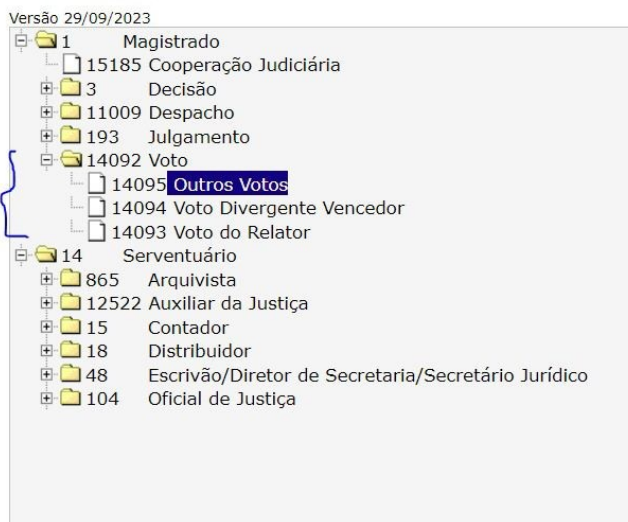 Versão 29/09/2023
1 Magistrado
15185 Cooperação Judiciária
3 Decisão
11009 Despacho
193 Julgamento
14092 Voto
14095 Outros Votos
14094 Voto Divergente Vencedor
14093 Voto do Relator
14 Serventuário
865 Arquivista
12522 Auxiliar da Justiça
15 Contador
18 Distribuidor
48 Escrivão/Diretor de Secretaria/Secretário Jurídico
104 Oficial de Justiça